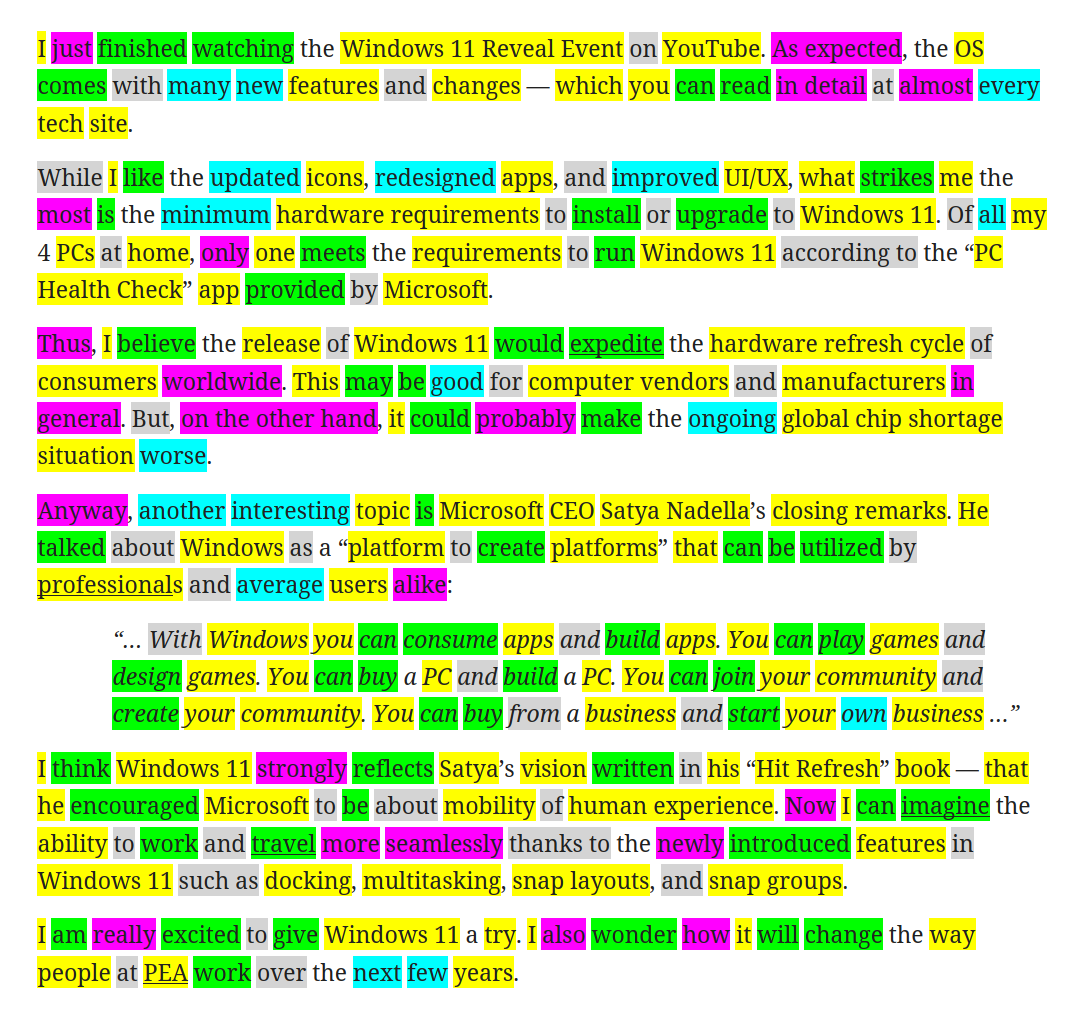 I just finished watching the Windows 11 Reveal Event on YouTube. As expected, the OS
comes with many new features and changes — which you can read in detail at almost every
tech site.
While I like the updated icons, redesigned apps, and improved UI/UX, what strikes me the
most is the minimum hardware requirements to install or upgrade to Windows 11. Of all my
4 PCs at home, only one meets the requirements to run Windows 11 according to the “PC
Health Check” app provided by Microsoft.
Thus, I believe the release of Windows 11 would expedite the hardware refresh cycle of
consumers worldwide. This may be good for computer vendors and manufacturers in
general. But, on the other hand, it could probably make the ongoing global chip shortage
situation worse.
Anyway, another interesting topic is Microsoft CEO Satya Nadella’s closing remarks. He
talked about Windows as a “platform to create platforms” that can be utilized by
professionals and average users alike:
“… With Windows you can consume apps and build apps. You can play games and
design games. You can buy a PC and build a PC. You can join your community and
create your community. You can buy from a business and start your own business …”
I think Windows 11 strongly reflects Satya’s vision written in his “Hit Refresh” book — that
he encouraged Microsoft to be about mobility of human experience. Now I can imagine the
ability to work and travel more seamlessly thanks to the newly introduced features in
Windows 11 such as docking, multitasking, snap layouts, and snap groups.
I am really excited to give Windows 11 a try. I also wonder how it will change the way
people at PEA work over the next few years.